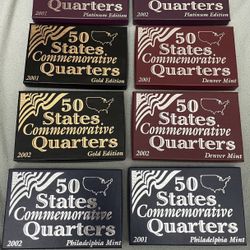 2001 Platinum Edition
2002 Platinum Edition
50
States
Commemorative
Quarters
2001 Gold Edition
50
States
Commemorative
Quarters
2001 Denver Mint
50
States
Commemorative
Quarters
2002 Gold Edition
50
States
Commemorative
Quarters
2002 Denver Mint
50
States
Commemorative
Quarters
2002 Philadelphia Mint
50
States
Commemorative
Quarters
2001 Philadelphia Mint